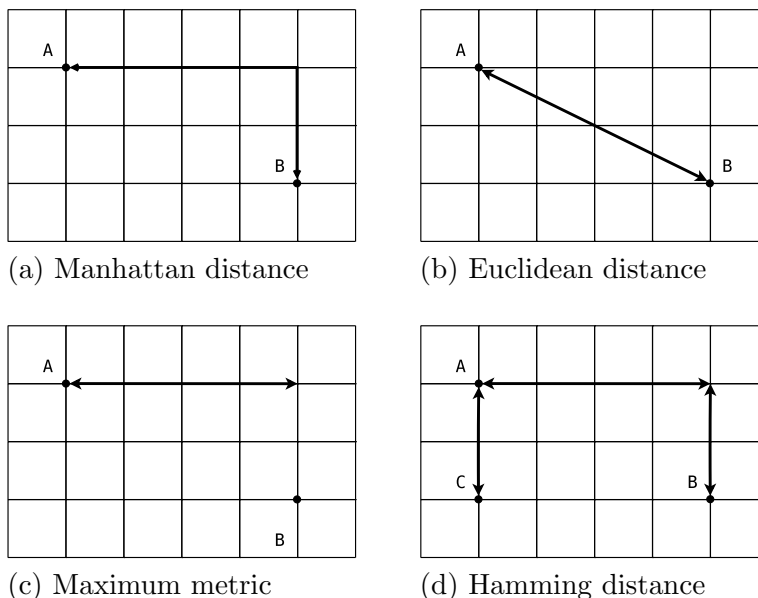 A
B
(a) Manhattan distance
A
B
(b) Euclidean distance
A
B
(c) Maximum metric
A
C
B
(d) Hamming distance